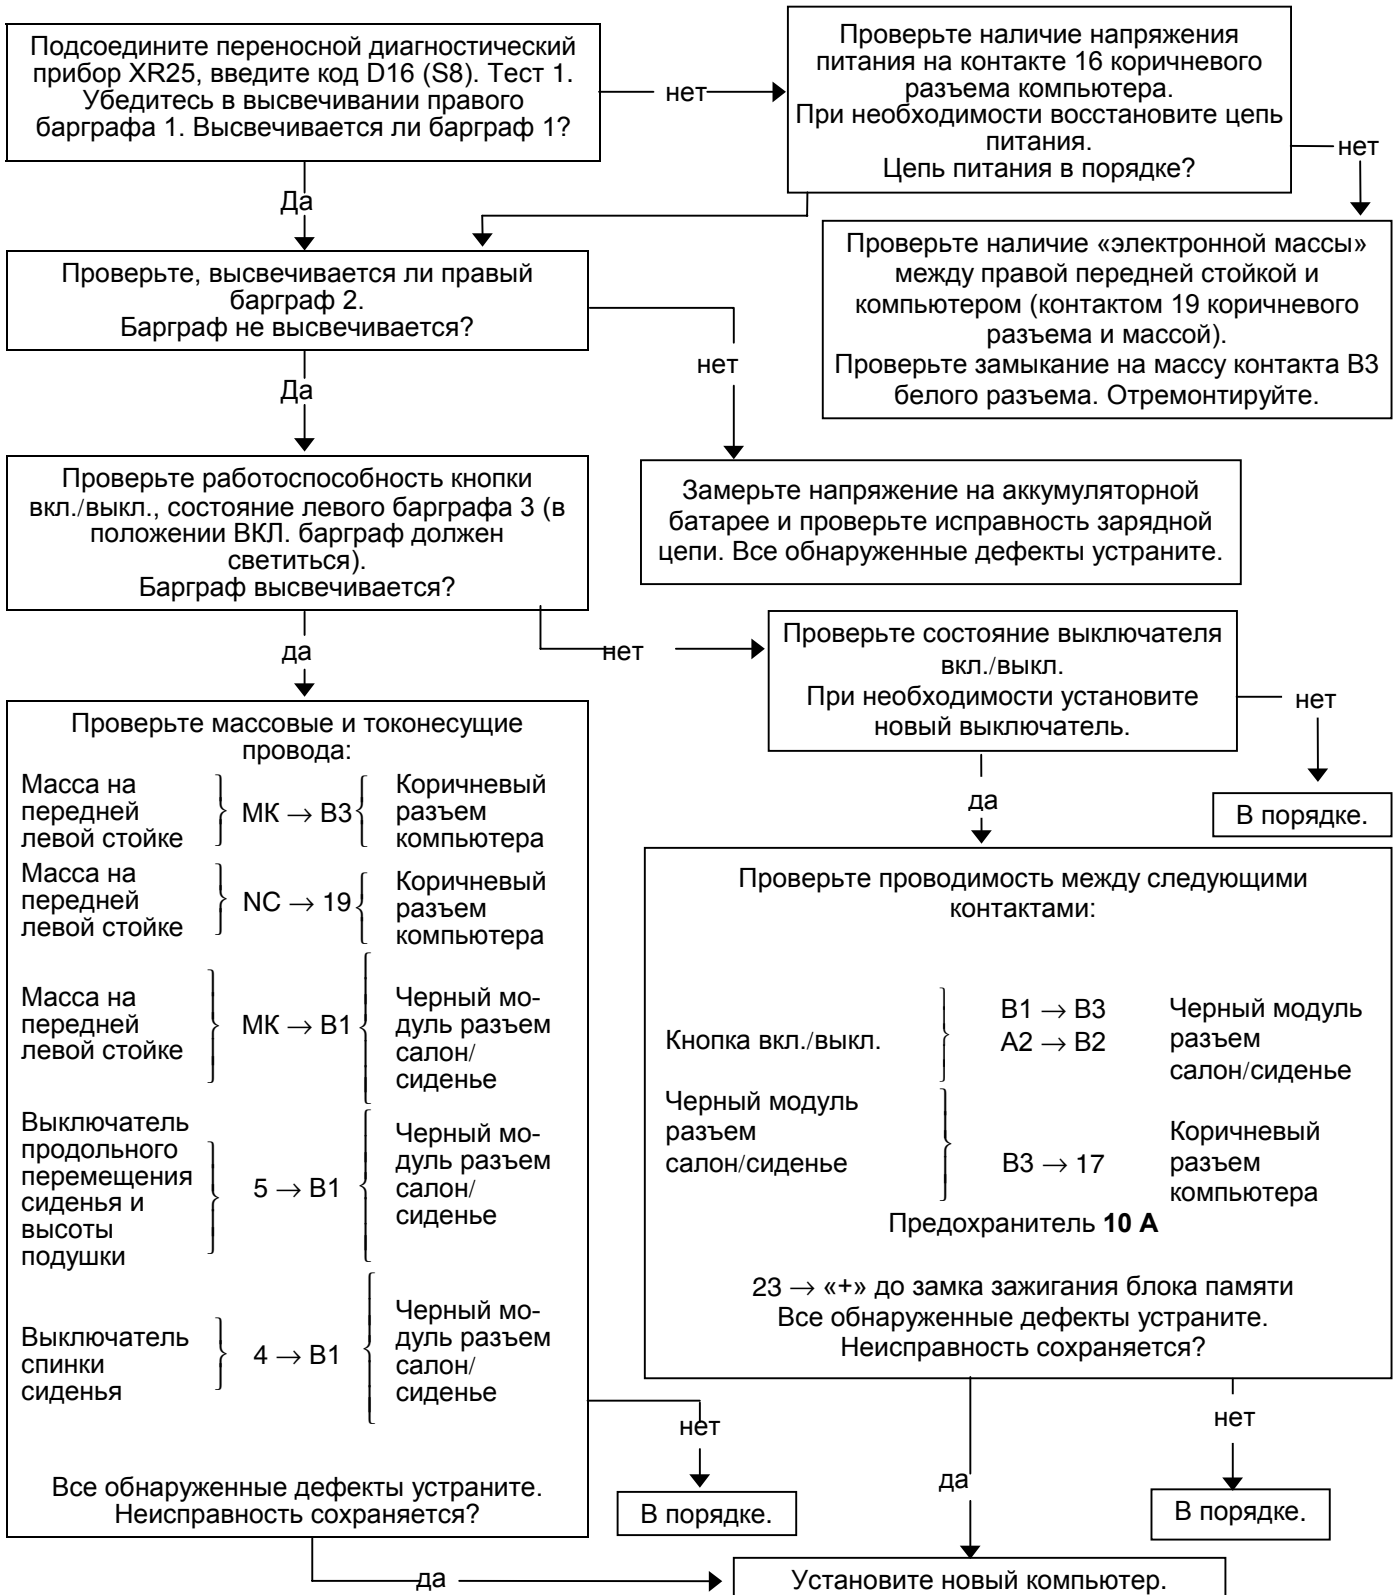 Подсоедините переносной диагностический
прибор XR25, введите код D16 (S8). Тест 1.
Убедитесь в высвечивании правого
барграфа 1. Высвечивается ли барграф 1?
нет
Проверьте наличие напряжения
питания на контакте 16 коричневого
разъема компьютера.
При необходимости восстановите цепь
питания.
Цепь питания в порядке?
нет
Да
Проверьте наличие «электронной массы»
между правой передней стойкой и
компьютером (контактом 19 коричневого
разъема и массой).
Проверьте замыкание на массу контакта В3
белого разъема. Отремонтируйте.
Проверьте, высвечивается ли правый
барграф 2.
Барграф не высвечивается?
нет
Да
Замерьте напряжение на аккумуляторной
батарее и проверьте исправность зарядной
цепи. Все обнаруженные дефекты устраните.
Проверьте работоспособность кнопки
вкл./выкл., состояние левого барграфа 3 (в
положении ВКЛ. барграф должен
светиться).
Барграф высвечивается?
да
нет
Проверьте состояние выключателя
вкл./выкл.
При необходимости установите
новый выключатель.
нет
да
В порядке.
Проверьте массовые и токонесущие
провода:
Масса на
передней
левой стойке
МК → В3
Коричневый
разъем
компьютера
Масса на
передней
левой стойке
NC → 19
Коричневый
разъем
компьютера
Масса на
передней
левой стойке
МК → В1
Черный мо-
дуль разъем
салон/
сиденье
Выключатель
продольного
перемещения
сиденья и
высоты
подушки
5 → В1
Черный мо-
дуль разъем
салон/
сиденье
Выключатель
спинки
сиденья
4 → В1
Черный мо-
дуль разъем
салон/
сиденье
Все обнаруженные дефекты устраните.
Неисправность сохраняется?
нет
В порядке.
да
Проверьте проводимость между следующими
контактами:
Кнопка вкл./выкл.
В1 → В3
А2 → В2
Черный модуль
разъем
салон/сиденье
Черный модуль
разъем
салон/сиденье
В3 → 17
Коричневый
разъем
компьютера
Предохранитель 10 А
23 → «+» до замка зажигания блока памяти
Все обнаруженные дефекты устраните.
Неисправность сохраняется?
да
нет
В порядке.
Установите новый компьютер.